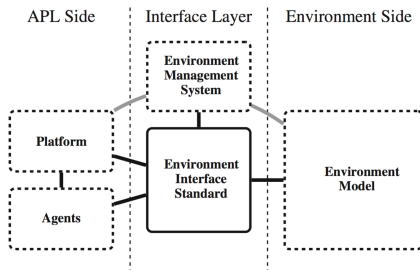 APL Side
Interface Layer
Environment Side
Environment
Management
System
Platform
Environment
Interface
Standard
Environment
Model
Agents